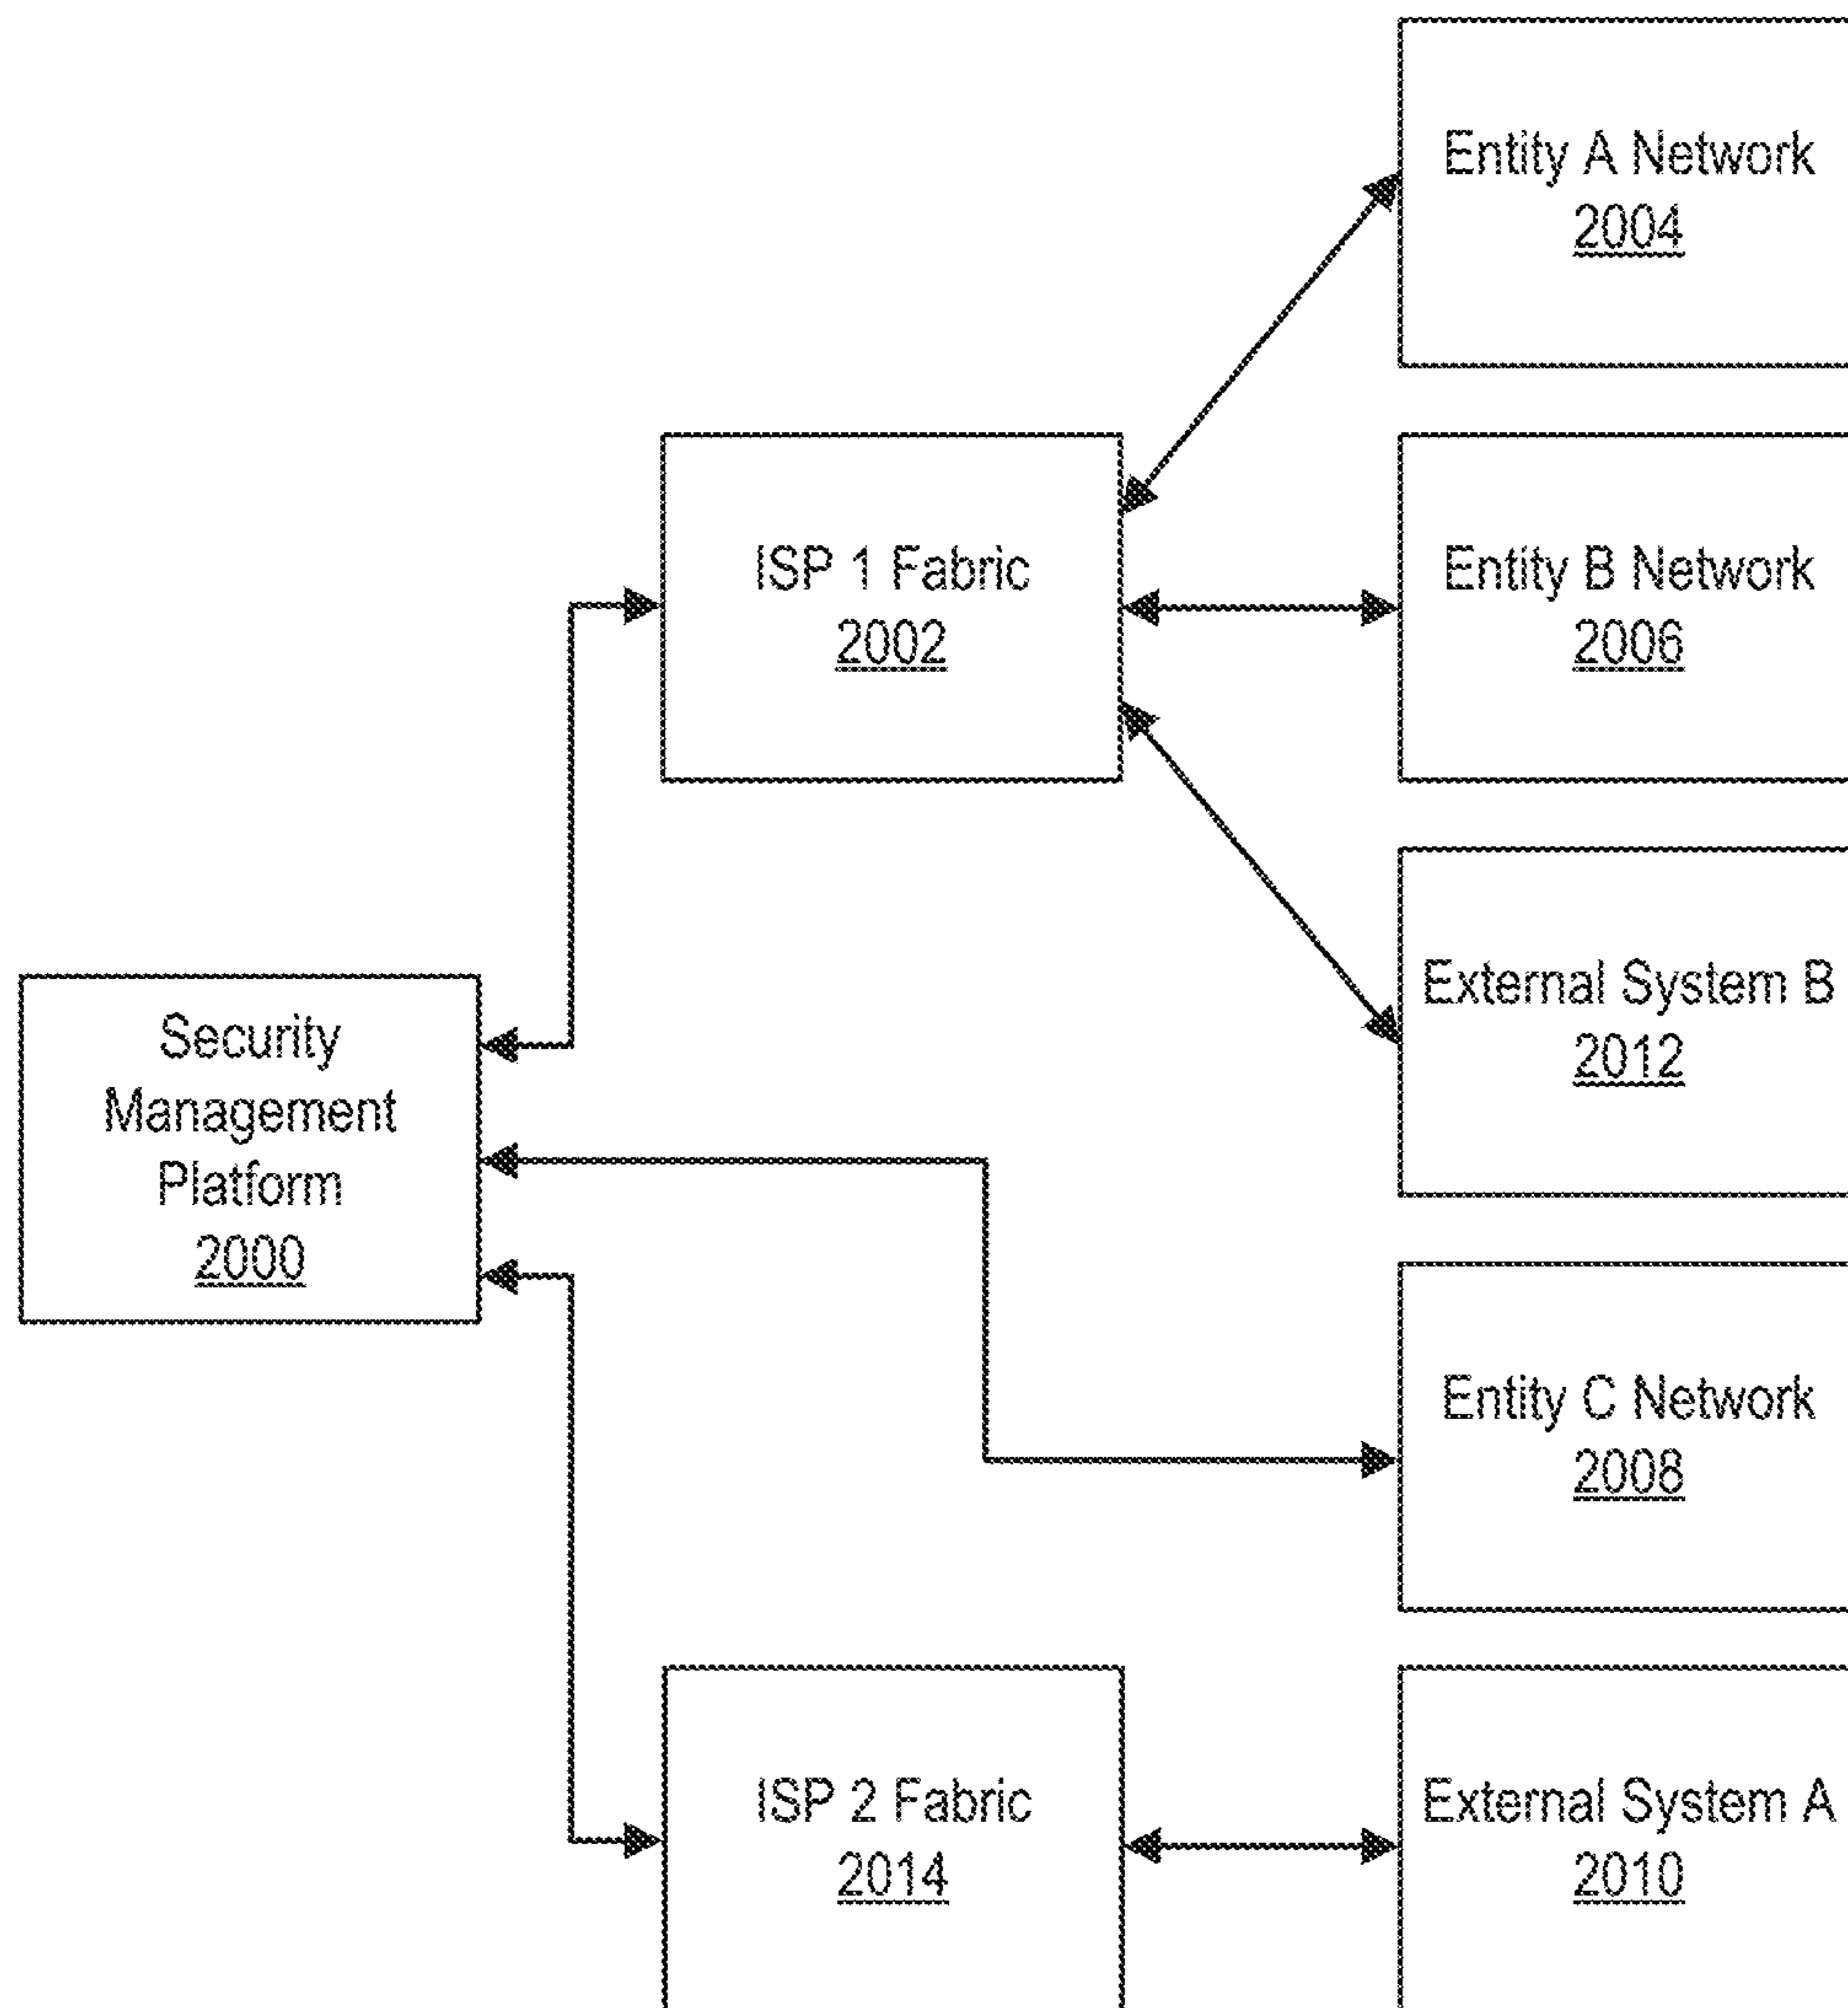 Entity A Network
2004
ISP 1 Fabric
2002
Entity B Network
2006
External System B
2012
Security
Management
Platform
2000
Entity C Network
2008
ISP 2 Fabric
2014
External System A
2010